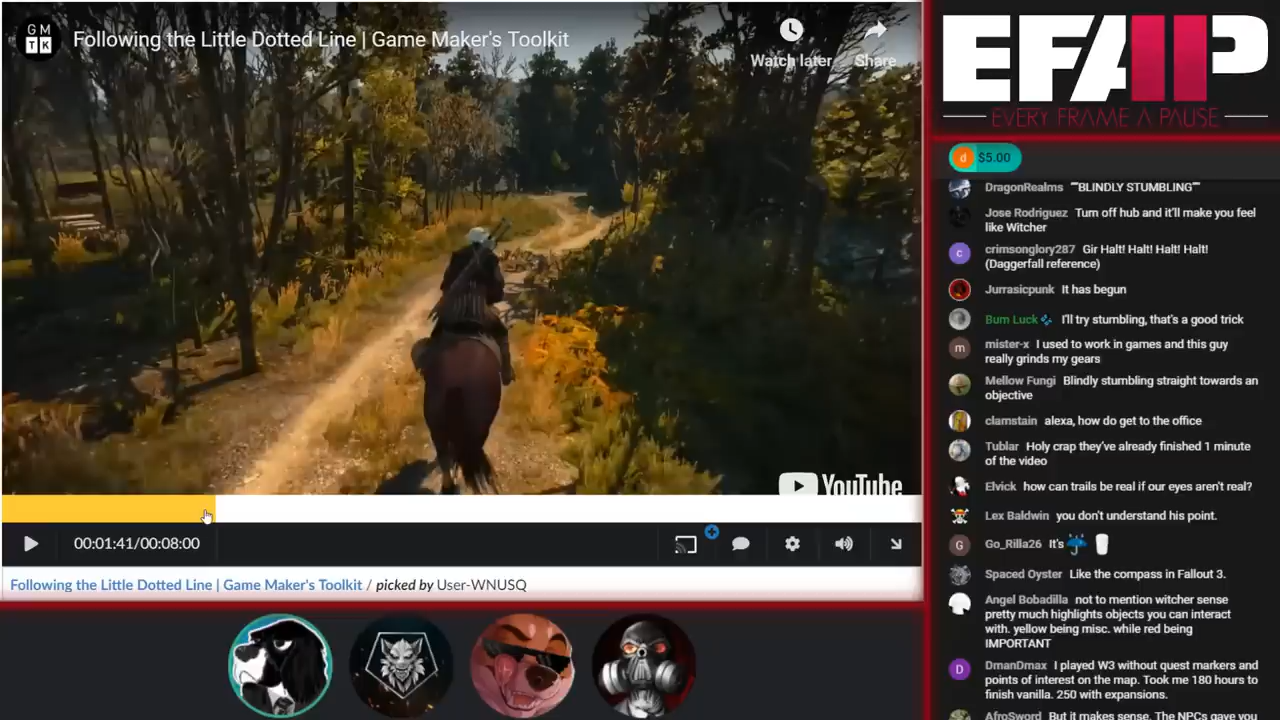 GM
TK
Following the Little Dotted Line | Game Maker's Toolkit
Watch later
Share
YouTube
00:01:41/00:08:00
Following the Little Dotted Line | Game Maker's Toolkit / picked by User-WNUSQ
EFAP
EVERY FRAME A PAUSE
d $5.00
DragonRealms ""BLINDLY STUMBLING""
Jose Rodriguez Turn off hub and it'll make you feel
like Witcher
c crimsonglory287 Gir Halt! Halt! Halt! Halt!
(Daggerfall reference)
Jurrasicpunk It has begun
Bum Luck I'll try stumbling, that's a good trick
m mister-x I used to work in games and this guy
really grinds my gears
Mellow Fungi Blindly stumbling straight towards an
objective
clamstain alexa, how do get to the office
Tublar Holy crap they've already finished 1 minute
of the video
Elvick how can trails be real if our eyes aren't real?
Lex Baldwin you don't understand his point.
G Go_Rilla26 It's ☔ 🥛
Spaced Oyster Like the compass in Fallout 3.
Angel Bobadilla not to mention witcher sense
pretty much highlights objects you can interact
with. yellow being misc. while red being
IMPORTANT
D DmanDmax I played W3 without quest markers and
points of interest on the map. Took me 180 hours to
finish vanilla. 250 with expansions.
AfroSword But it makes sense. The NPCs gave you